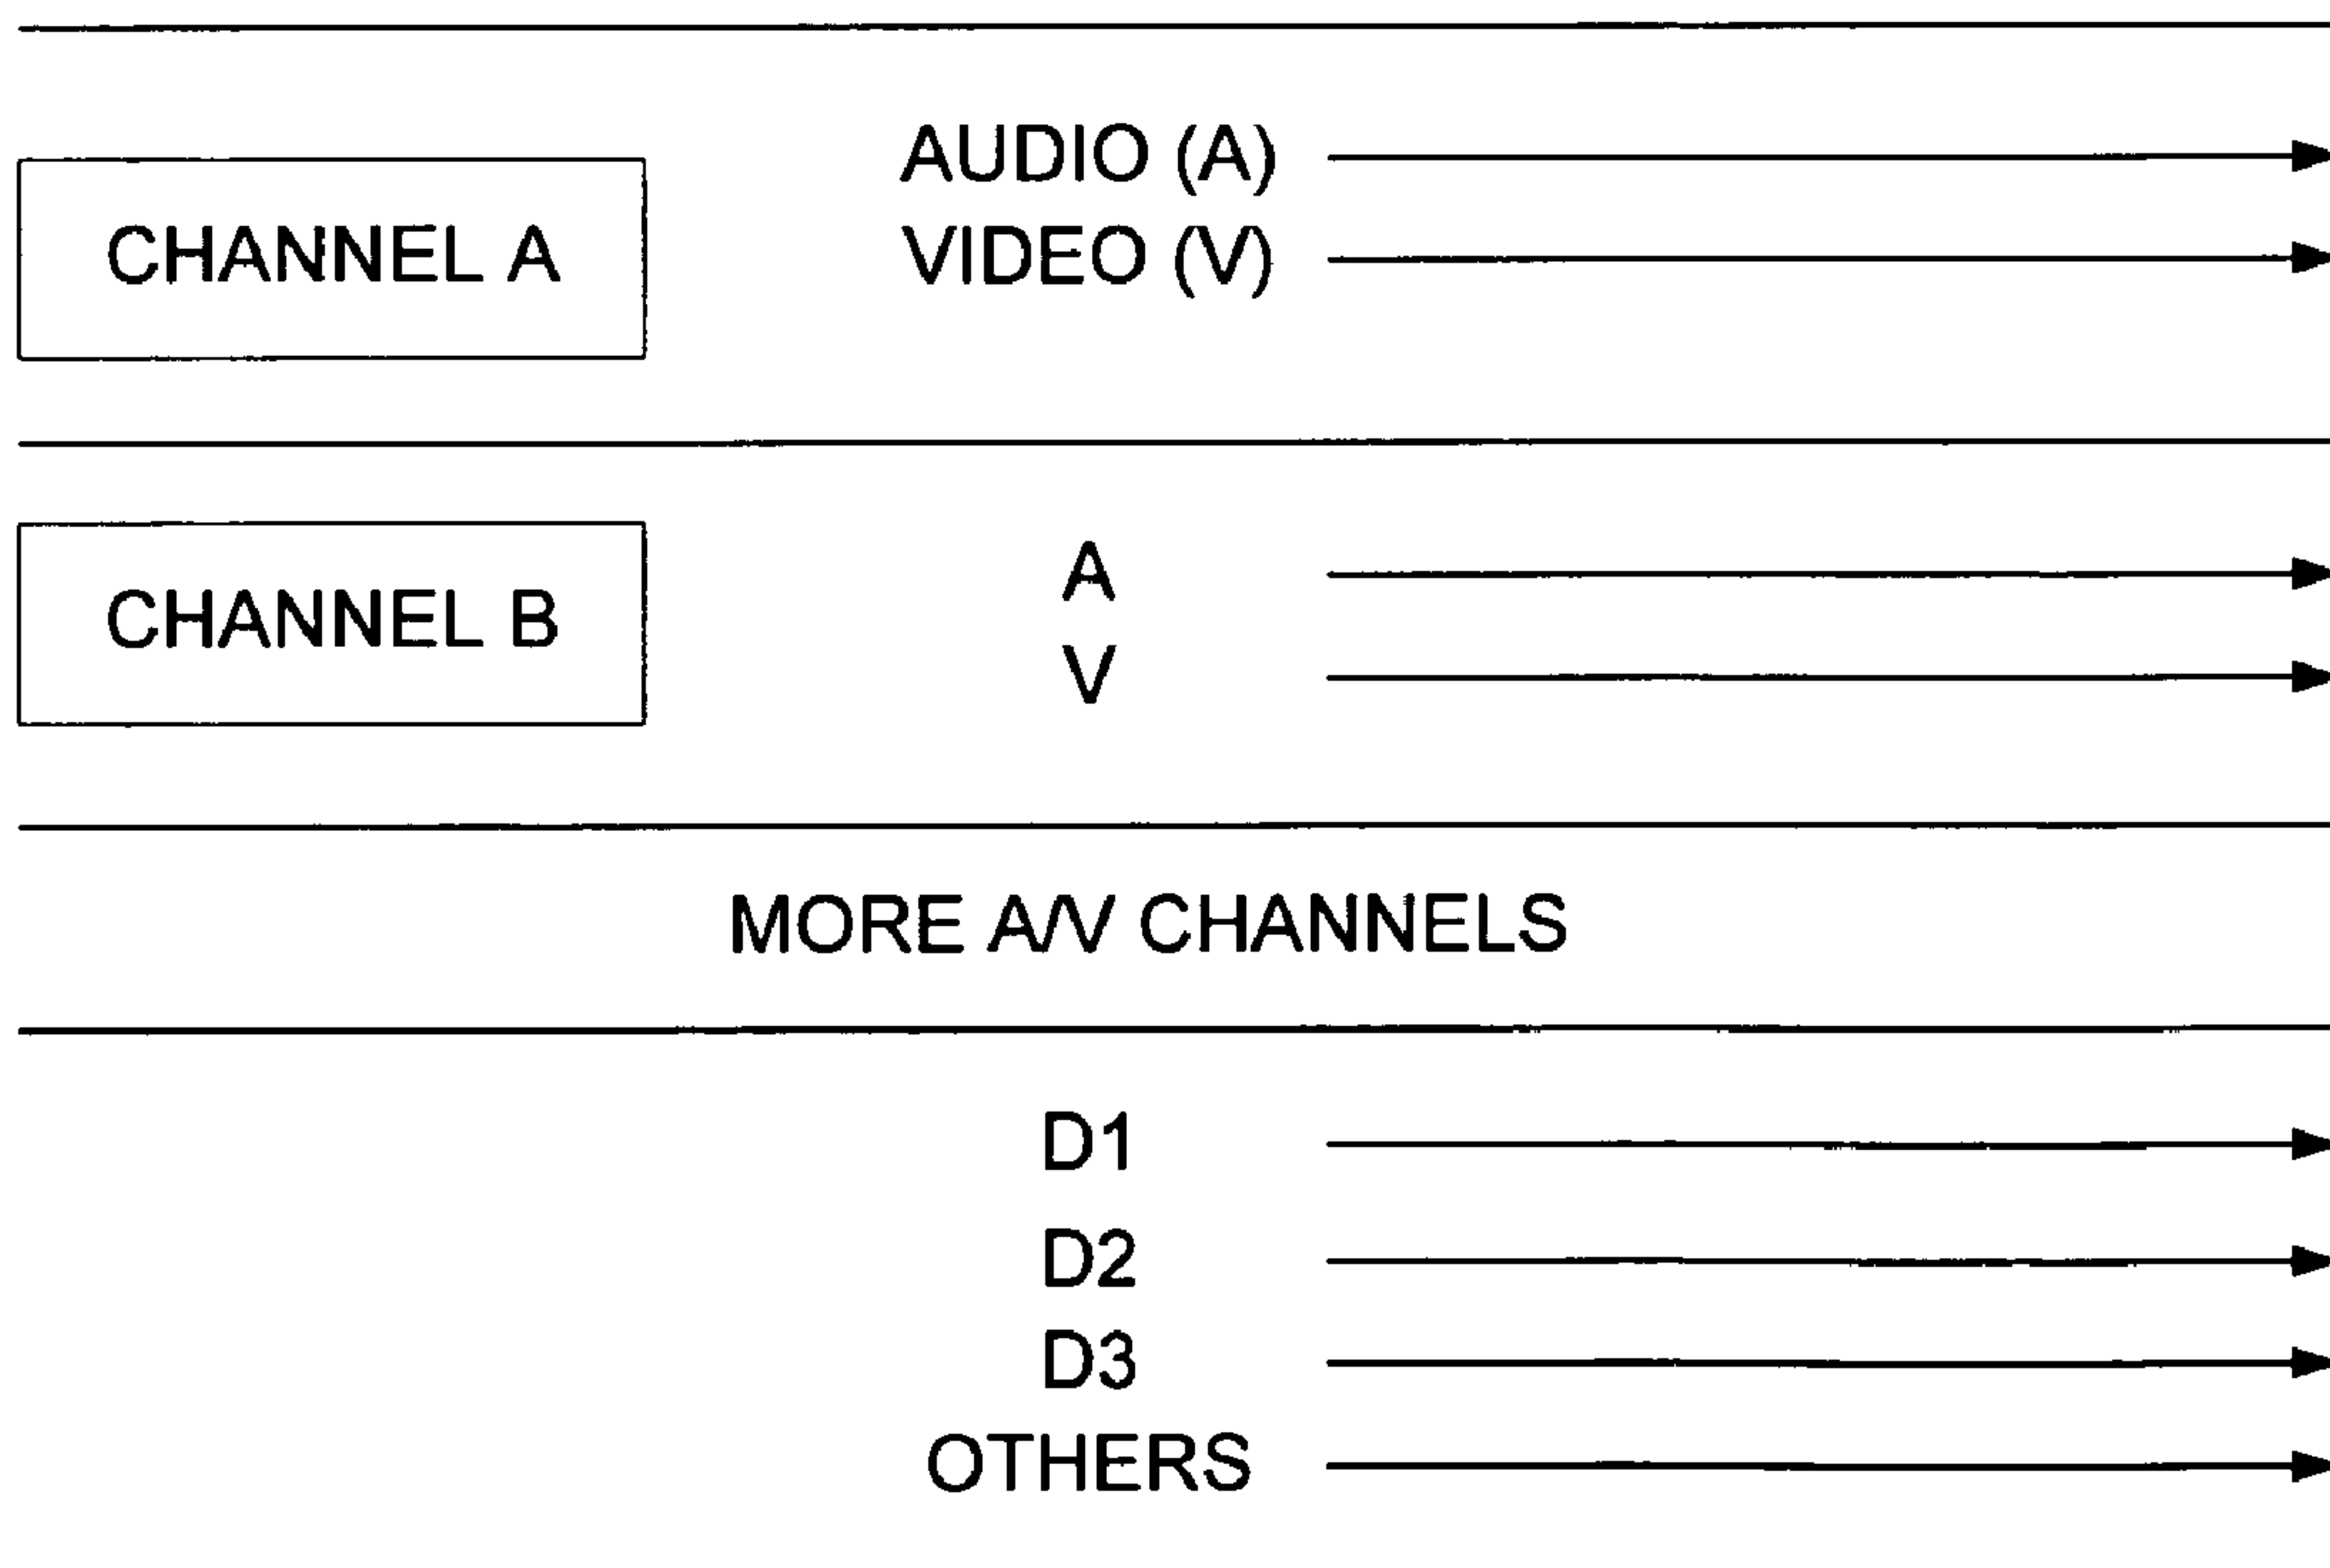 AUDIO (A)
CHANNEL A
VIDEO (V)
A
CHANNEL B
V
MORE A/V CHANNELS
D1
D2
D3
OTHERS